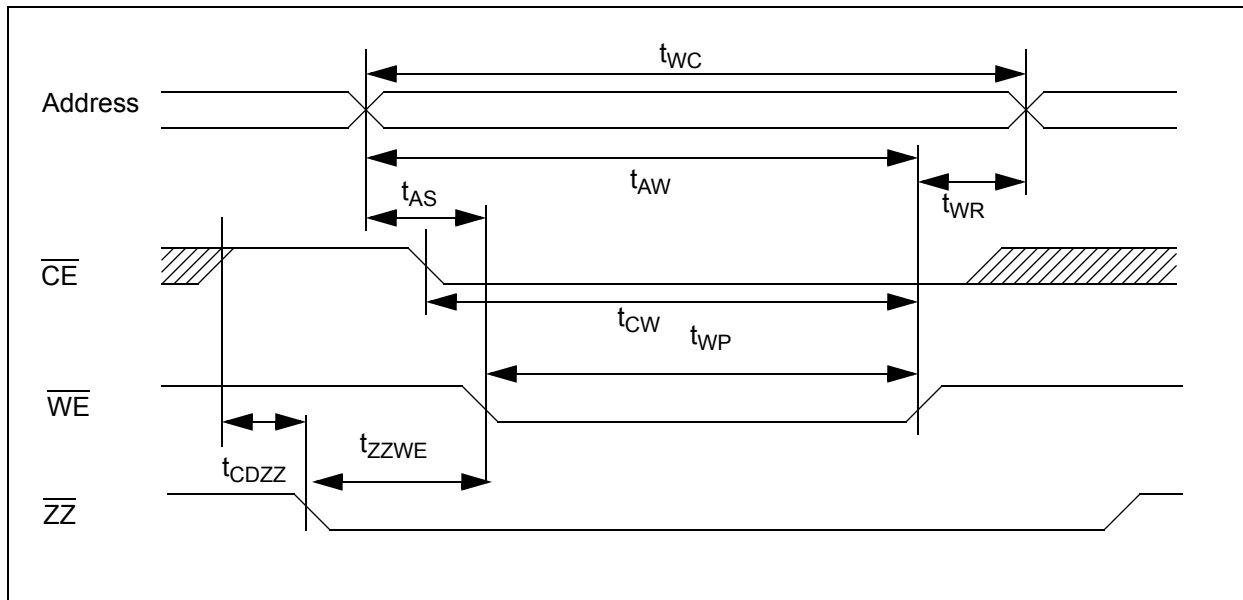 tWC
Address
tAW
tAS
tWR
CE
tCW
tWP
WE
tZZWE
tCDZZ
ZZ